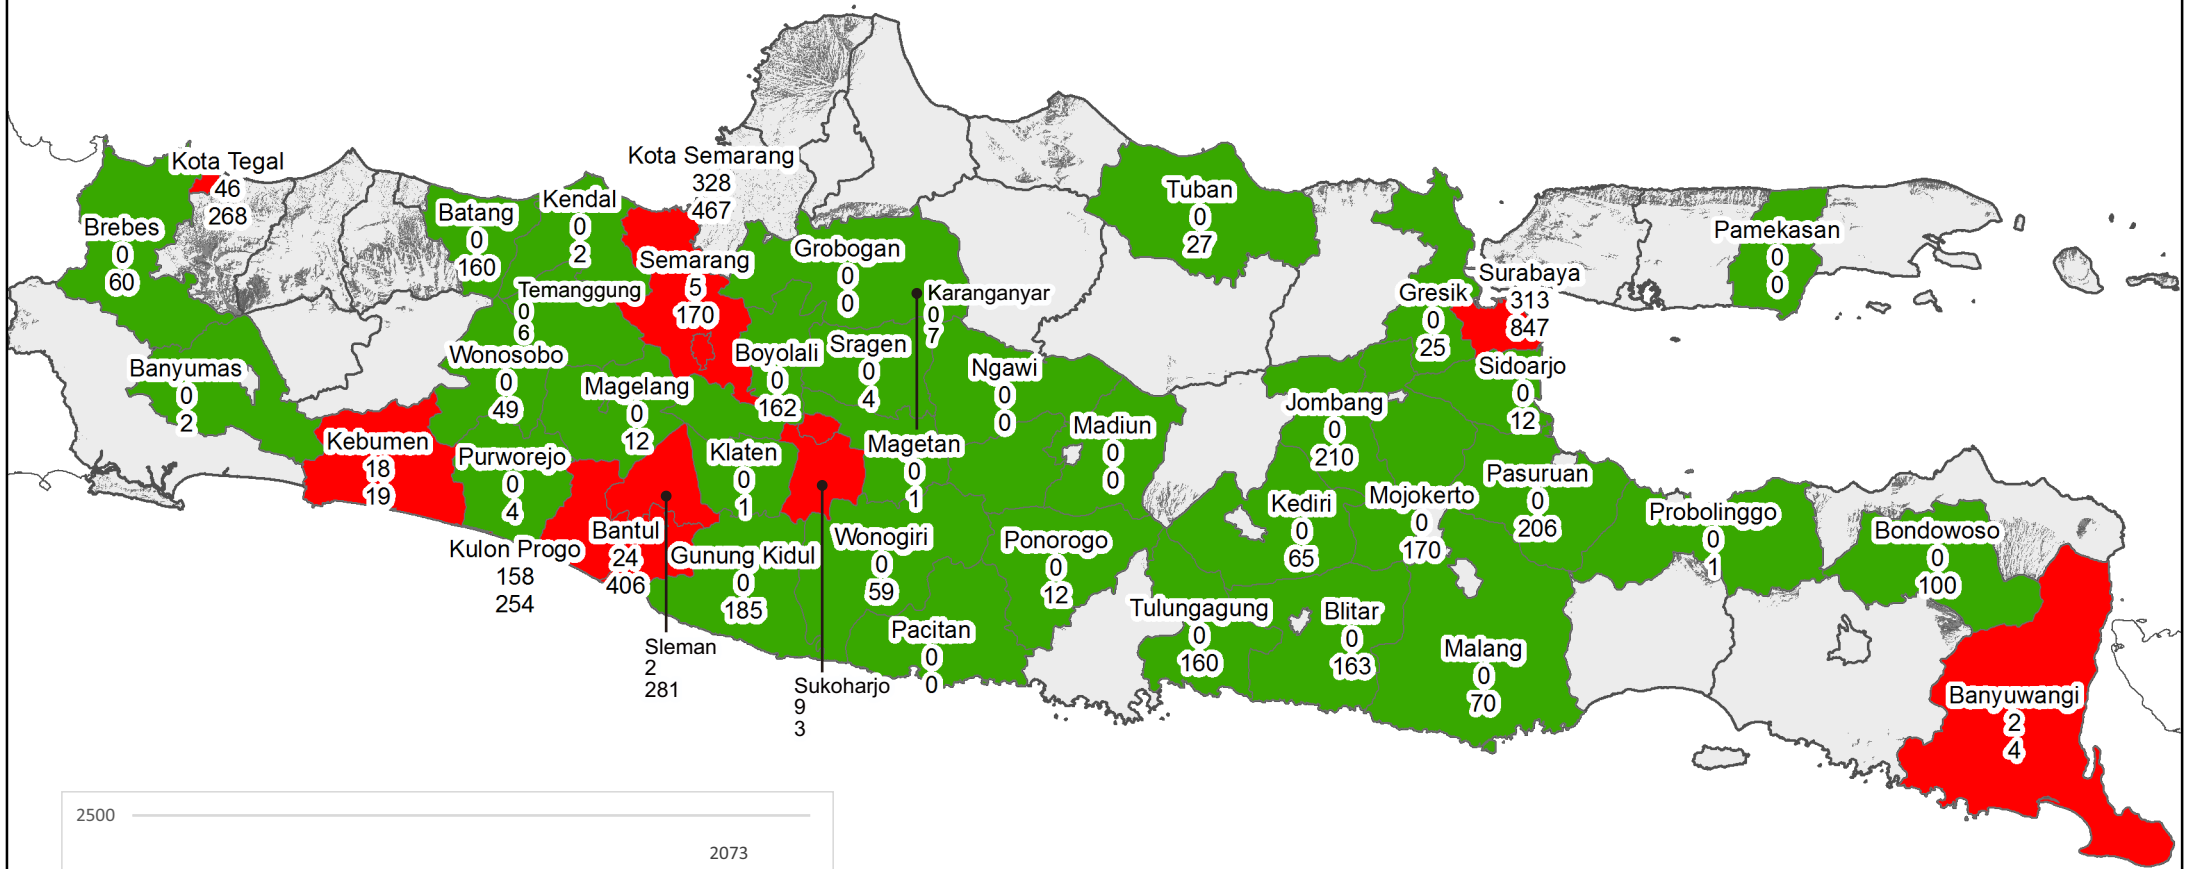 Kota Tegal
46
268
Brebes
0
60
Banyumas
0
2
Batang
0
160
Kendal
0
2
Kota Semarang
328
467
Semarang
5
170
Temanggung
0
6
Wonosobo
0
49
Magelang
0
12
Kebumen
18
19
Purworejo
0
4
Kulon Progo
158
254
Bantul
24
406
Sleman
2
281
Gunung Kidul
0
185
Klaten
0
1
Boyolali
0
162
Grobogan
0
0
Sragen
0
4
Karanganyar
0
7
Sukoharjo
9
3
Wonogiri
0
59
Pacitan
0
0
Magetan
0
1
Ngawi
0
0
Madiun
0
0
Ponorogo
0
12
Tuban
0
27
Gresik
0
25
Surabaya
313
847
Sidoarjo
0
12
Jombang
0
210
Kediri
0
65
Mojokerto
0
170
Pasuruan
0
206
Tulungagung
0
160
Blitar
0
163
Malang
0
70
Probolinggo
0
1
Bondowoso
0
100
Banyuwangi
2
4
Pamekasan
0
0
2500
2073